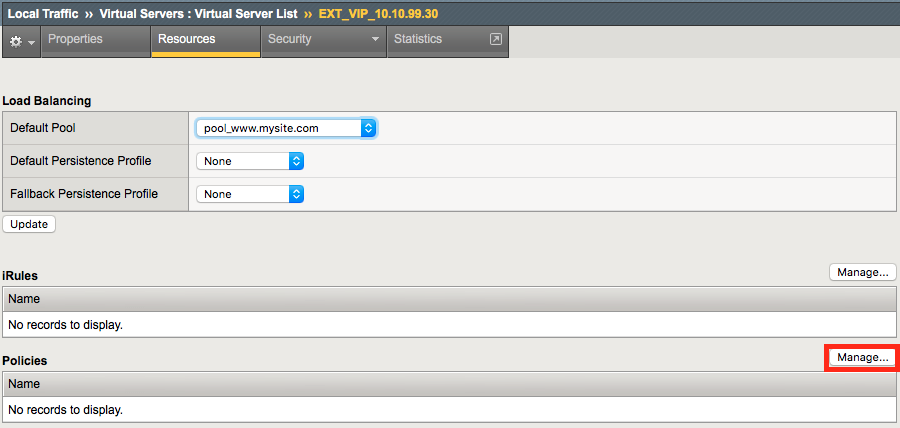 Local Traffic ›› Virtual Servers : Virtual Server List ›› EXT_VIP_10.10.99.30
Properties Resources Security Statistics
Load Balancing
Default Pool pool_www.mysite.com
Default Persistence Profile None
Fallback Persistence Profile None
Update
iRules Manage...
Name
No records to display.
Policies Manage...
Name
No records to display.